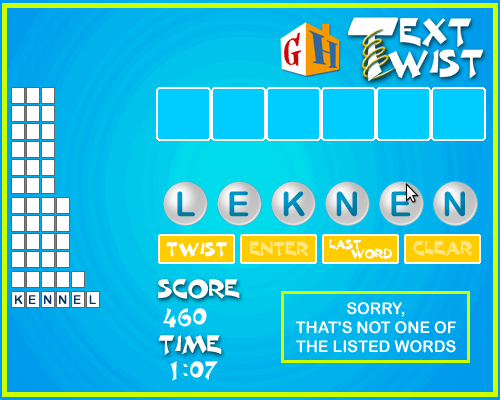 GH
TEXT
TWIST
L E K N E N
TWIST ENTER LAST WORD CLEAR
KENNEL
SCORE
460
TIME
1:07
SORRY,
THAT'S NOT ONE OF
THE LISTED WORDS